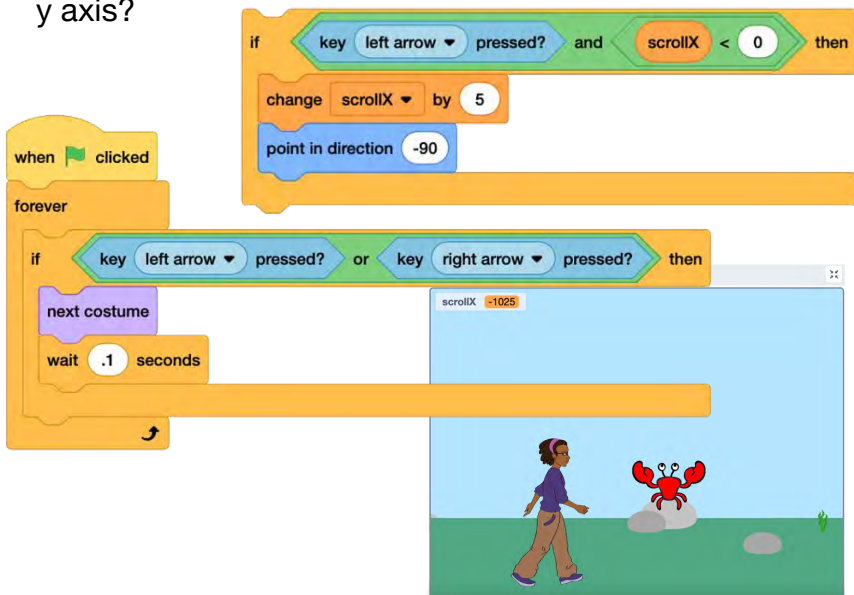 y axis?
if key left arrow pressed? and scrollX < 0 then
change scrollX by 5
point in direction -90
when clicked
forever
if key left arrow pressed? or key right arrow pressed? then
next costume
wait .1 seconds
scrollX -1025